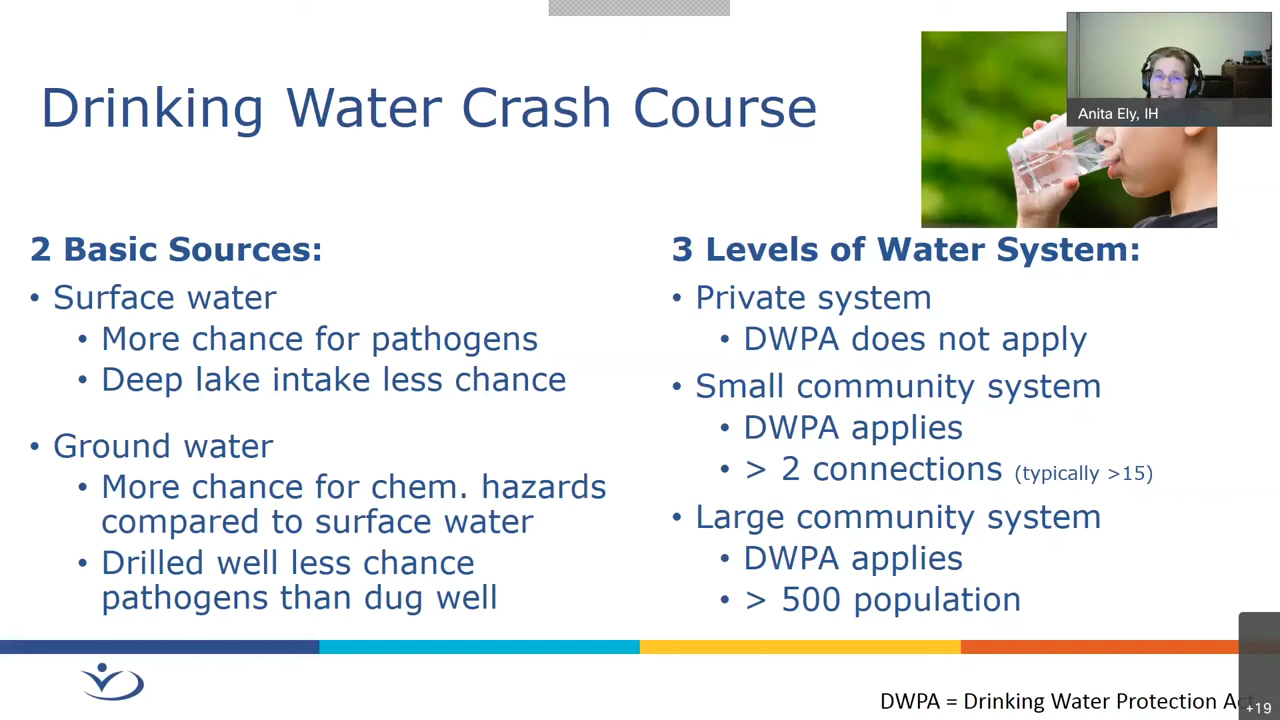 Drinking Water Crash Course
Anita Ely, IH
2 Basic Sources:
• Surface water
• More chance for pathogens
• Deep lake intake less chance
• Ground water
• More chance for chem. hazards
compared to surface water
• Drilled well less chance
pathogens than dug well
3 Levels of Water System:
• Private system
• DWPA does not apply
• Small community system
• DWPA applies
• > 2 connections (typically >15)
• Large community system
• DWPA applies
• > 500 population
DWPA = Drinking Water Protection Act
+19